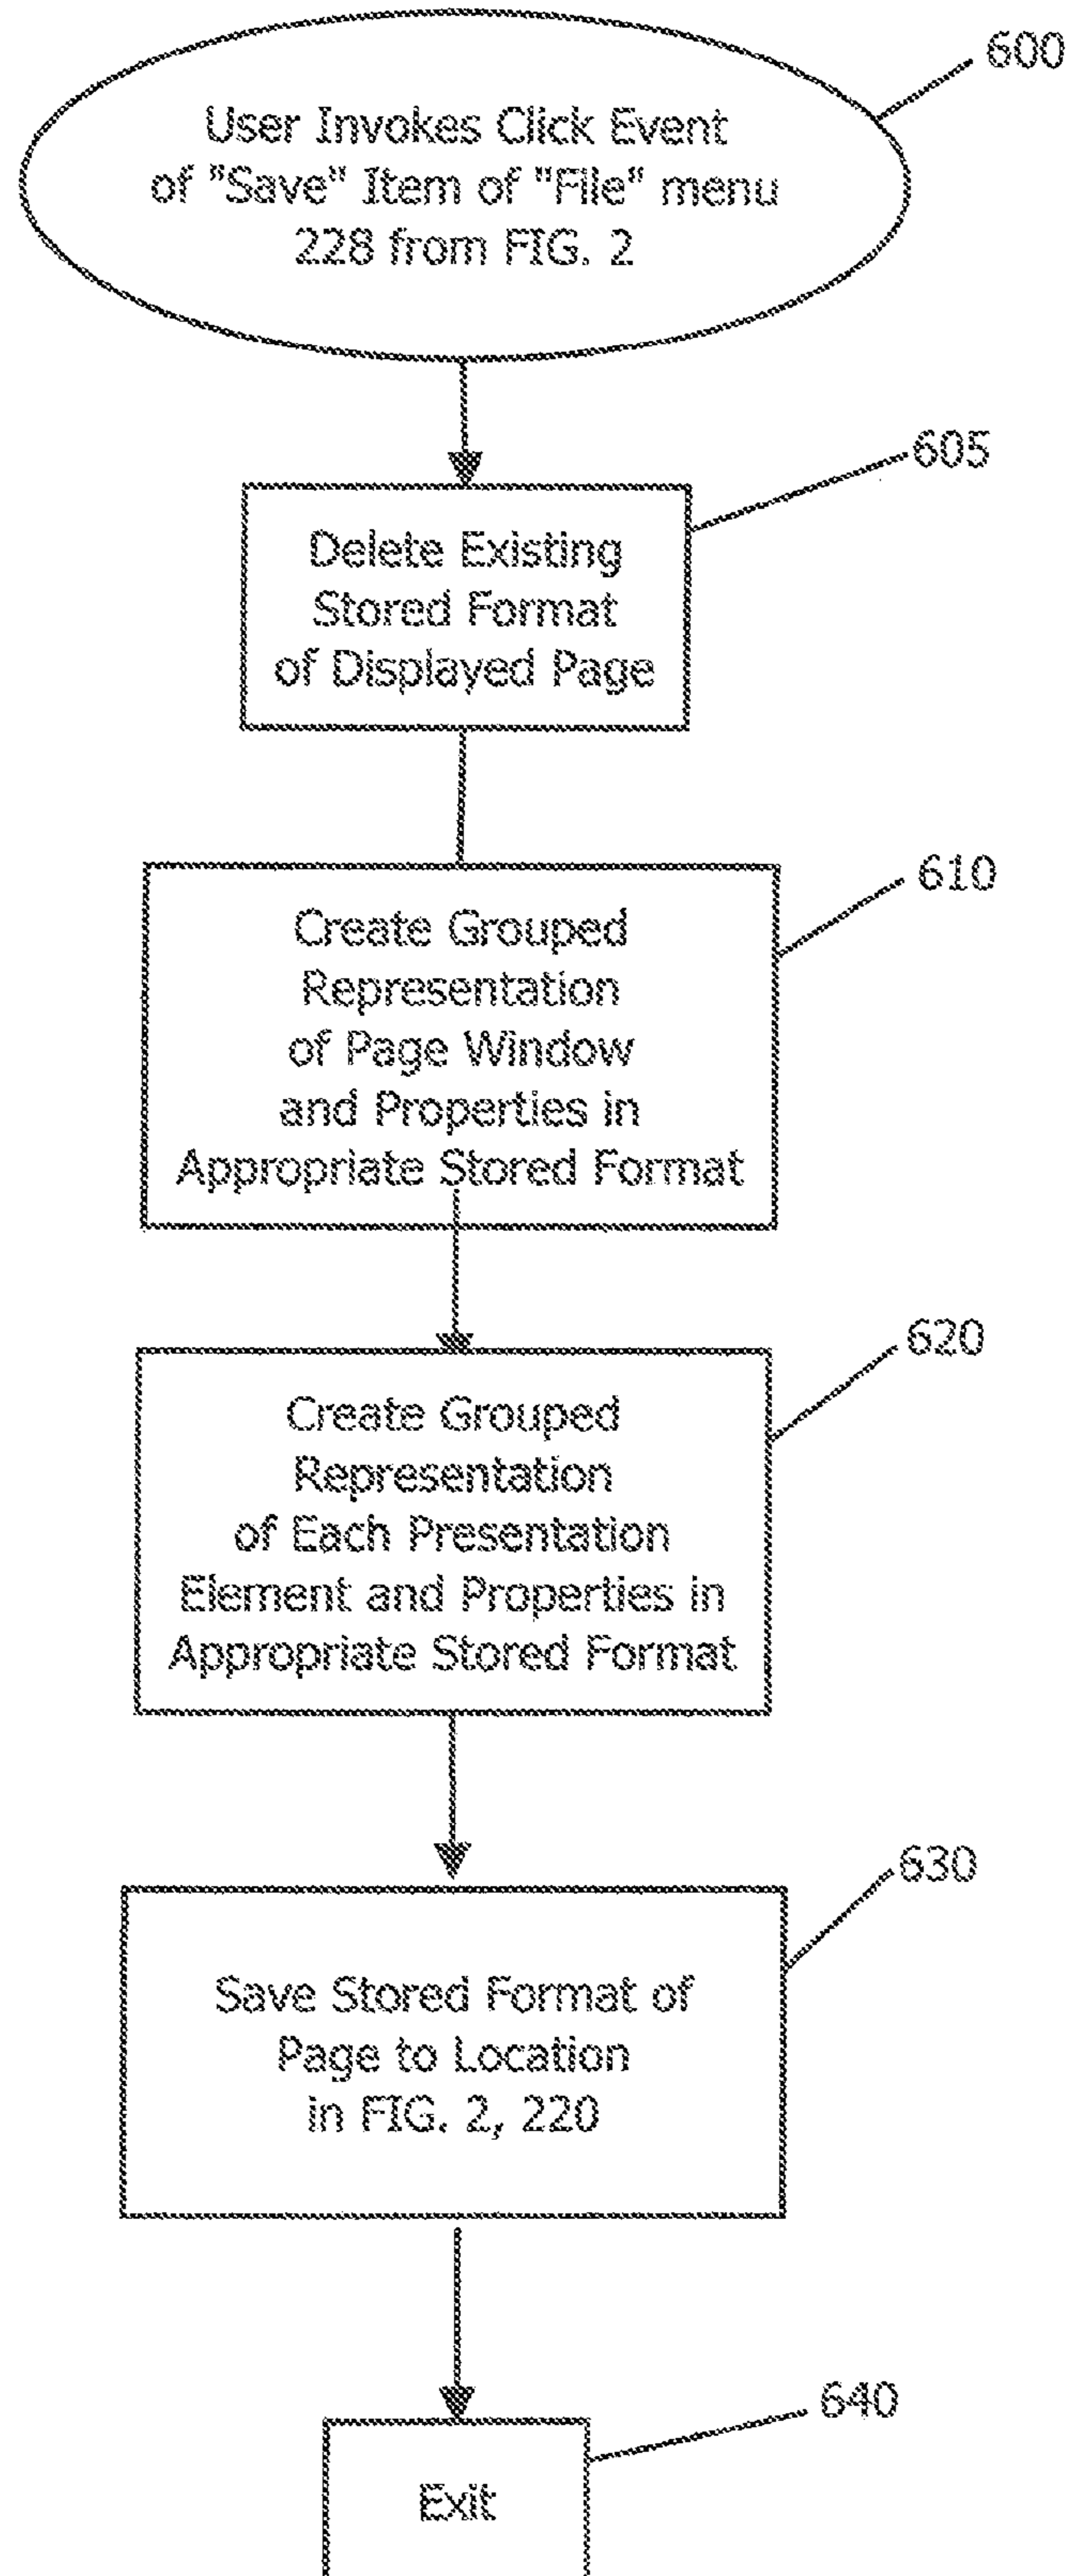 600
User Invokes Click Event
of "Save" Item of "File" menu
228 from FIG. 2
605
Delete Existing
Stored Format
of Displayed Page
610
Create Grouped
Representation
of Page Window
and Properties in
Appropriate Stored Format
620
Create Grouped
Representation
of Each Presentation
Element and Properties in
Appropriate Stored Format
630
Save Stored Format of
Page to Location
in FIG. 2, 220
640
Exit